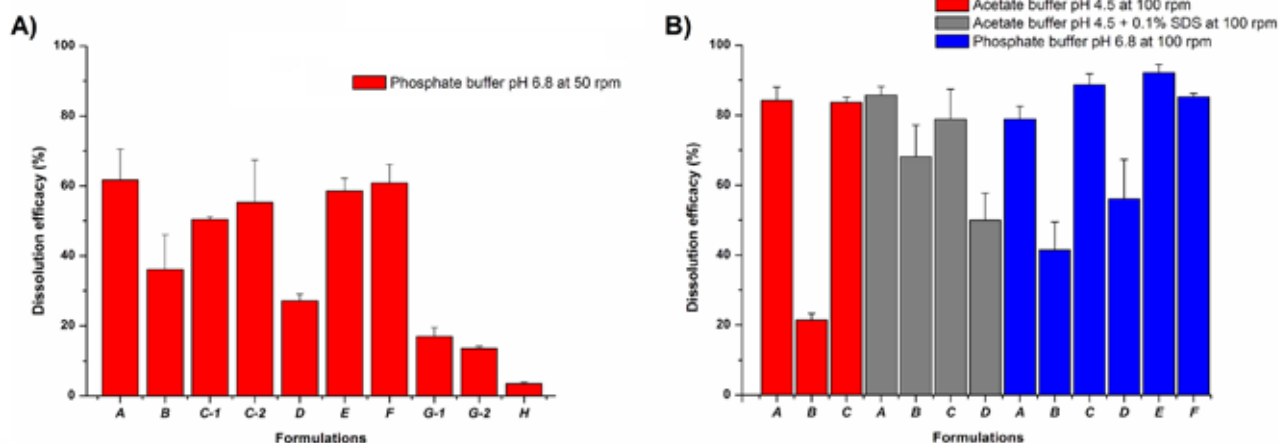 A)
Phosphate buffer pH 6.8 at 50 rpm
Dissolution efficacy (%)
100
80
60
40
20
0
A B C-1 C-2 D E F G-1 G-2 H
Formulations
B)
Acetate buffer pH 4.5 at 100 rpm
Acetate buffer pH 4.5 + 0.1% SDS at 100 rpm
Phosphate buffer pH 6.8 at 100 rpm
Dissolution efficacy (%)
100
80
60
40
20
0
A B C A B C D A B C D E F
Formulations